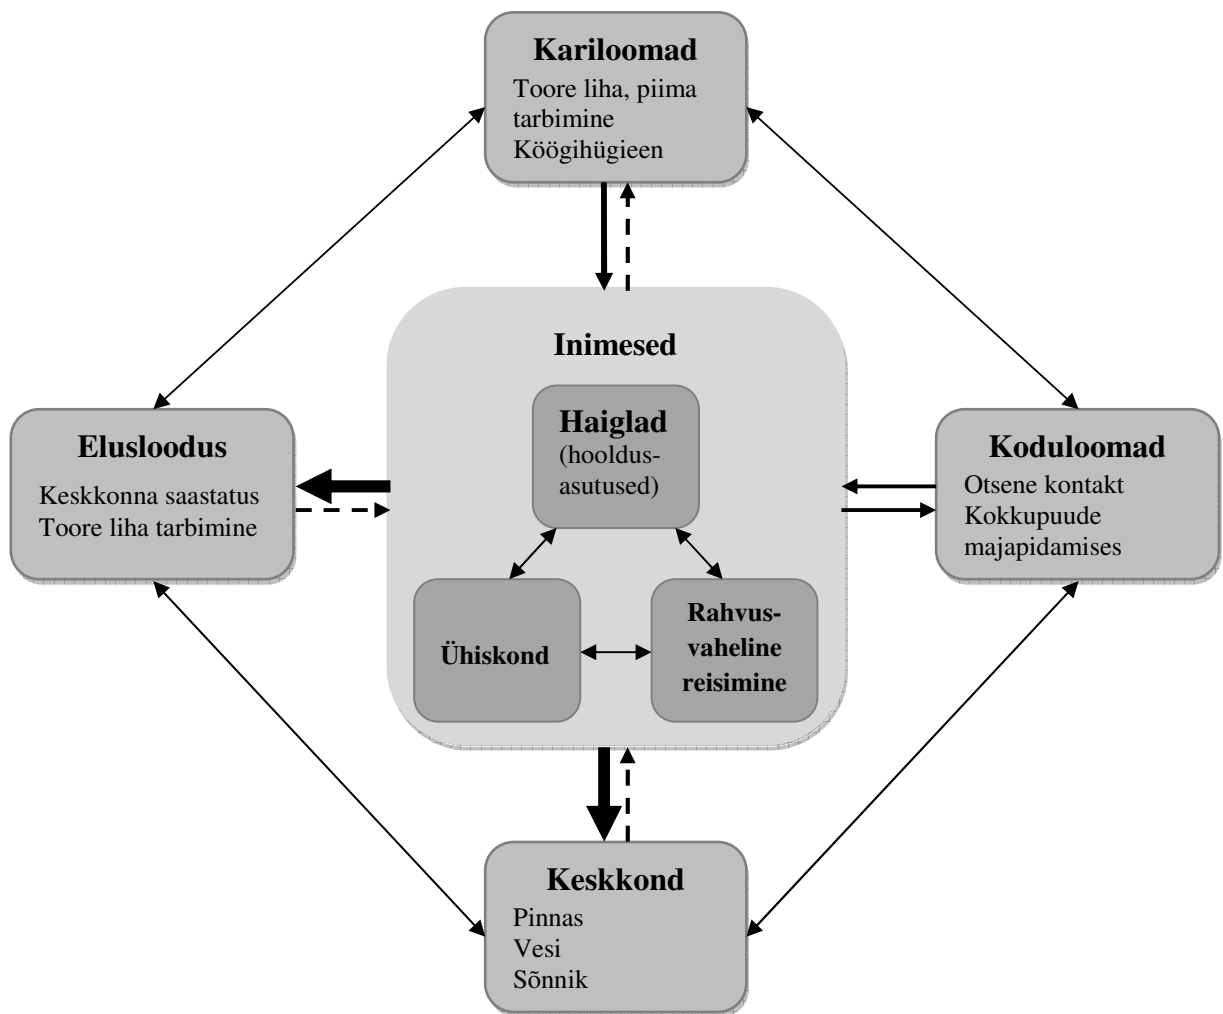 Kariloomad
Toore liha, piima
tarbimine
Köögihügieen
Inimesed
Haiglad
(hooldus-
asutused)
Elusloodus
Keskkonna saastatus
Toore liha tarbimine
Koduloomad
Otsene kontakt
Kokkupuude
majapidamises
Ühiskond
Rahvus-
vaheline
reisimine
Keskkond
Pinnas
Vesi
Sõnnik